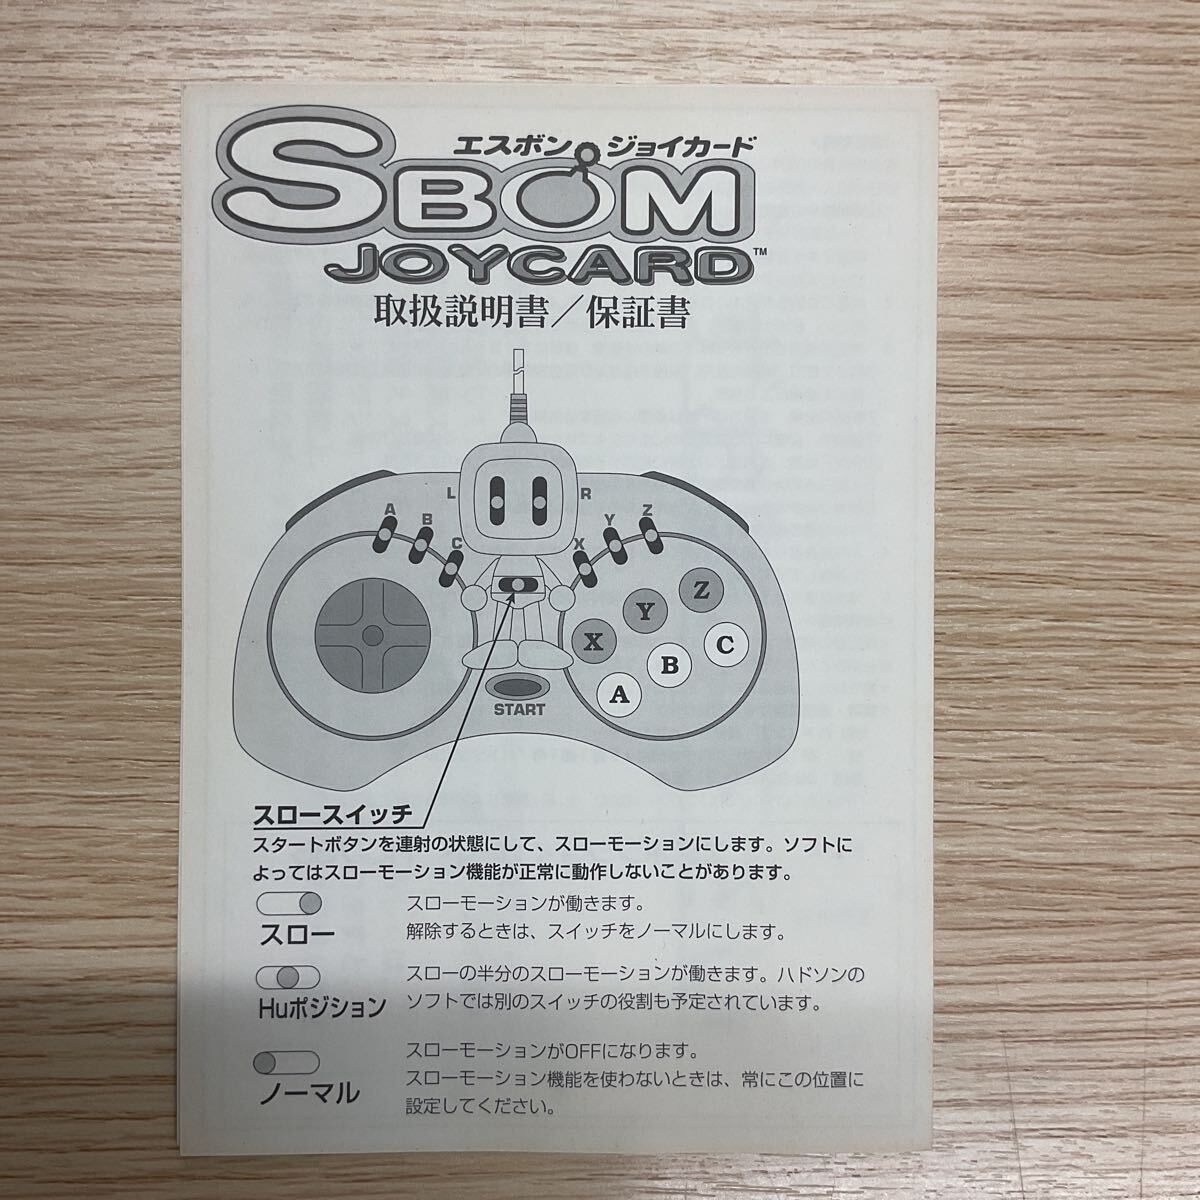 エスボン・ジョイカード
SBOM
JOYCARD™
取扱説明書/保証書
L
R
A
B
C
X
Y
Z
Z
Y
X
C
B
A
START
スロースイッチ
スタートボタンを連射の状態にして、スローモーションにします。ソフトに
よってはスローモーション機能が正常に動作しないことがあります。
スローモーションが働きます。
スロー
解除するときは、スイッチをノーマルにします。
スローの半分のスローモーションが働きます。ハドソンの
Huポジション
ソフトでは別のスイッチの役割も予定されています。
スローモーションがOFFになります。
ノーマル
スローモーション機能を使わないときは、常にこの位置に
設定してください。